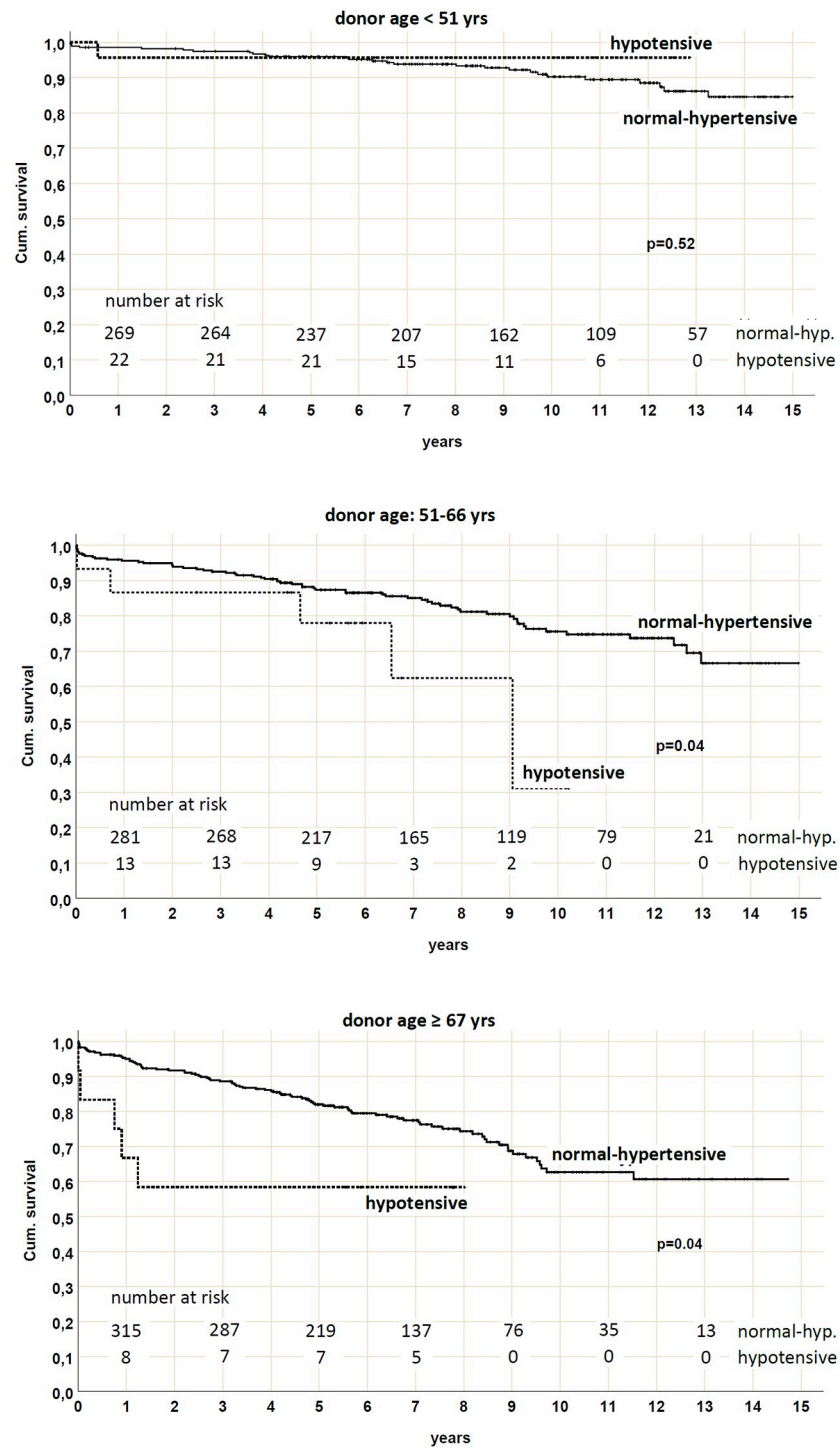 donor age < 51 yrs
1,0
hypotensive
0,9
0,8
normal-hypertensive
0,7
Cum. survival
0,6
0,5
p=0.52
0,4
0,3
number at risk
0,2
269 264 237 207 162 109 57 normal-hyp.
0,1
22 21 21 15 11 6 0 hypotensive
0,0
0 1 2 3 4 5 6 7 8 9 10 11 12 13 14 15
years
donor age: 51-66 yrs
1,0
0,9
0,8
normal-hypertensive
0,7
Cum. survival
0,6
0,5
p=0.04
0,4
hypotensive
0,3
number at risk
0,2
281 268 217 165 119 79 21 normal-hyp.
0,1
13 13 9 3 2 0 0 hypotensive
0,0
0 1 2 3 4 5 6 7 8 9 10 11 12 13 14 15
years
donor age ≥ 67 yrs
1,0
0,9
0,8
0,7
normal-hypertensive
Cum. survival
0,6
hypotensive
0,5
p=0.04
0,4
0,3
number at risk
0,2
315 287 219 137 76 35 13 normal-hyp.
0,1
8 7 7 5 0 0 0 hypotensive
0,0
0 1 2 3 4 5 6 7 8 9 10 11 12 13 14 15
years